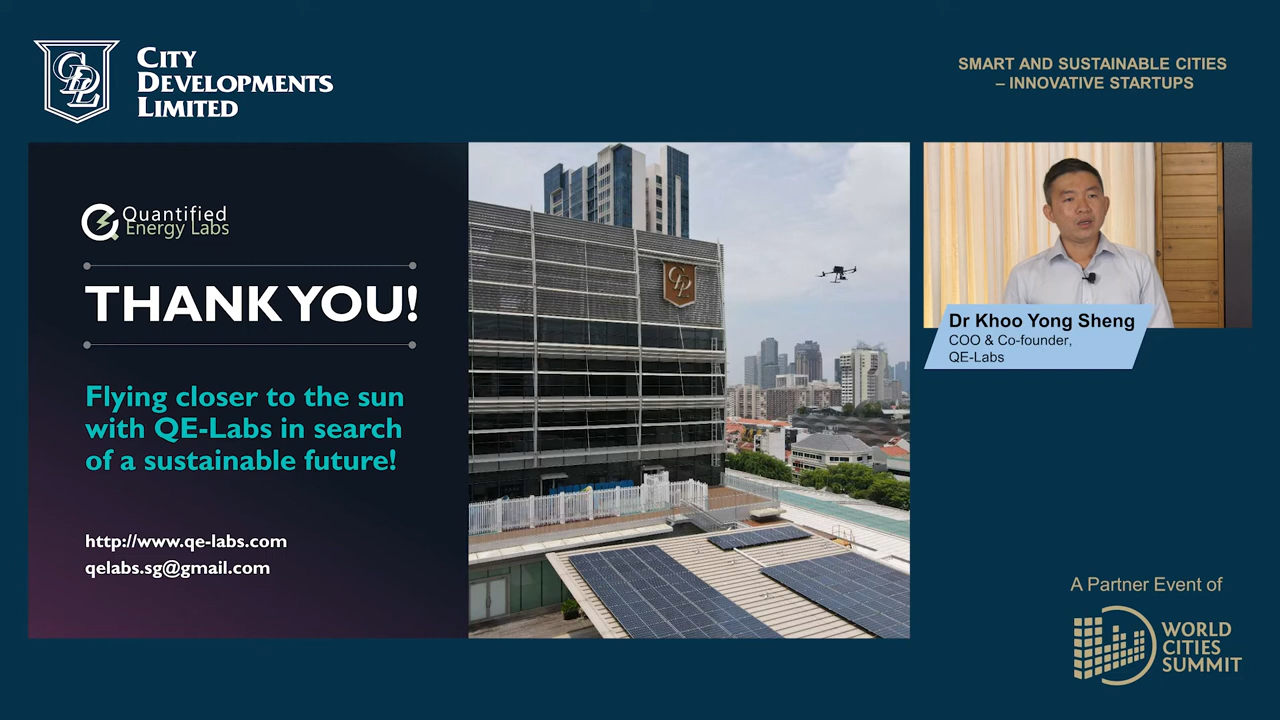 CITY
DEVELOPMENTS
LIMITED
SMART AND SUSTAINABLE CITIES
– INNOVATIVE STARTUPS
Quantified
Energy Labs
THANK YOU!
Flying closer to the sun
with QE-Labs in search
of a sustainable future!
http://www.qe-labs.com
qelabs.sg@gmail.com
CDL
Dr Khoo Yong Sheng
COO & Co-founder,
QE-Labs
A Partner Event of
WORLD
CITIES
SUMMIT